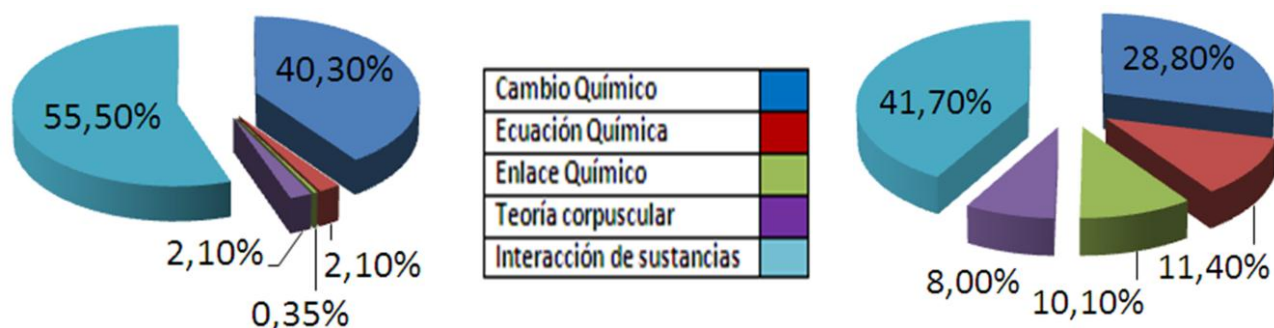 40,30%
55,50%
2,10%
2,10%
0,35%
Cambio Químico
Ecuación Química
Enlace Químico
Teoría corpuscular
Interacción de sustancias
28,80%
41,70%
11,40%
8,00%
10,10%